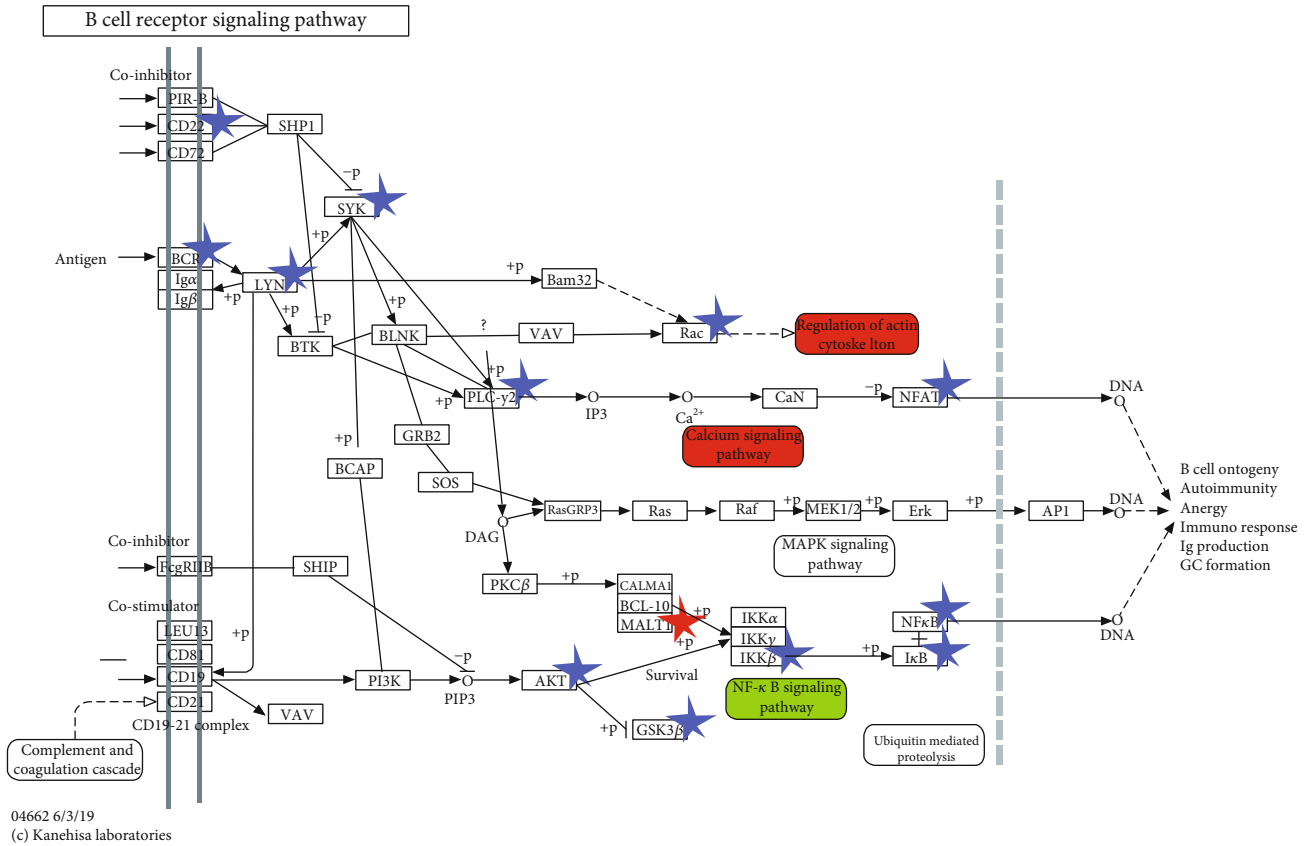 B cell receptor signaling pathway
Co-inhibitor
PIR-B
CD22
SHP1
CD72
−p
SYK
+p
Antigen
BCR
Igα
Igβ
+p
LYN
+p
Bam32
+p
−p
+p
BTK
BLNK
?
VAV
Rac
Regulation of actin
cytoske lton
+p
+p
PLC-γ2
IP3
Ca2+
CaN
−p
NFAT
DNA
Calcium signaling
pathway
GRB2
+p
BCAP
SOS
DAG
RasGRP3
Ras
Raf
+p
MEK1/2
+p
Erk
+p
AP1
DNA
MAPK signaling
pathway
B cell ontogeny
Autoimmunity
Anergy
Immuno response
Ig production
GC formation
Co-inhibitor
FcgRIIB
SHIP
PKCβ
+p
CALMA1
BCL-10
MALT1
+p
+p
IKKα
IKKγ
IKKβ
+p
NFκB
IκB
DNA
Co-stimulator
LEU13
CD81
CD19
CD21
+p
CD19-21 complex
VAV
PI3K
−p
PIP3
AKT
Survival
+p
GSK3β
NF-κ B signaling
pathway
Ubiquitin mediated
proteolysis
Complement and
coagulation cascade
04662 6/3/19
(c) Kanehisa laboratories